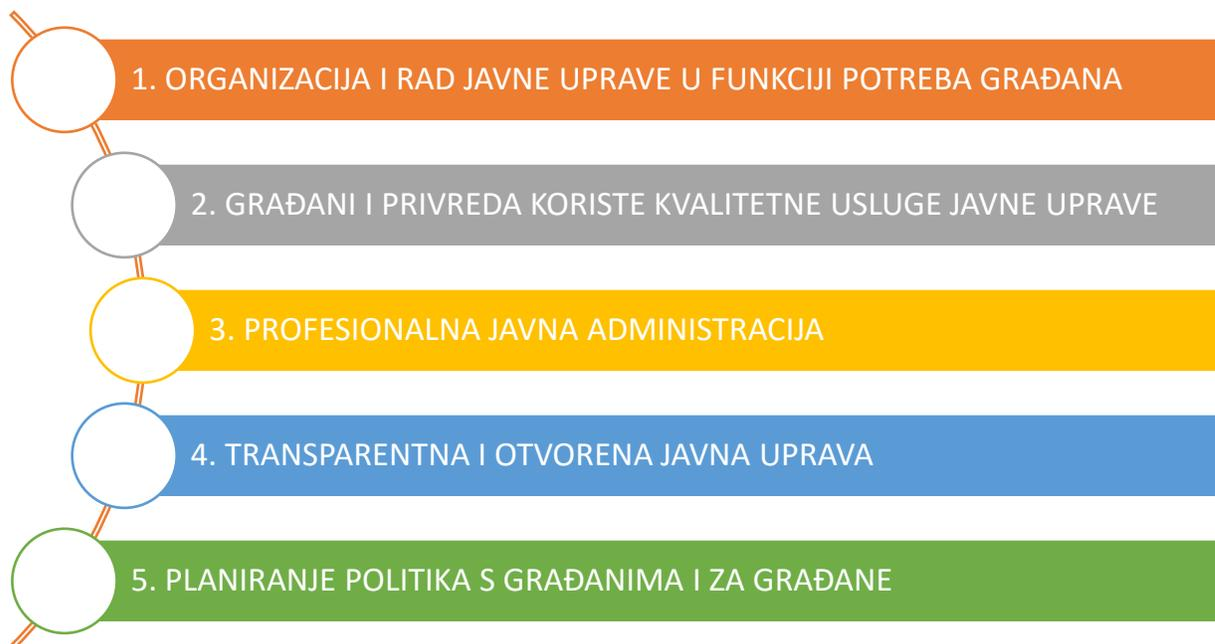 1. ORGANIZACIJA I RAD JAVNE UPRAVE U FUNKCIJI POTREBA GRAĐANA
2. GRAĐANI I PRIVREDA KORISTE KVALITETNE USLUGE JAVNE UPRAVE
3. PROFESIONALNA JAVNA ADMINISTRACIJA
4. TRANSPARENTNA I OTVORENA JAVNA UPRAVA
5. PLANIRANJE POLITIKA S GRAĐANIMA I ZA GRAĐANE